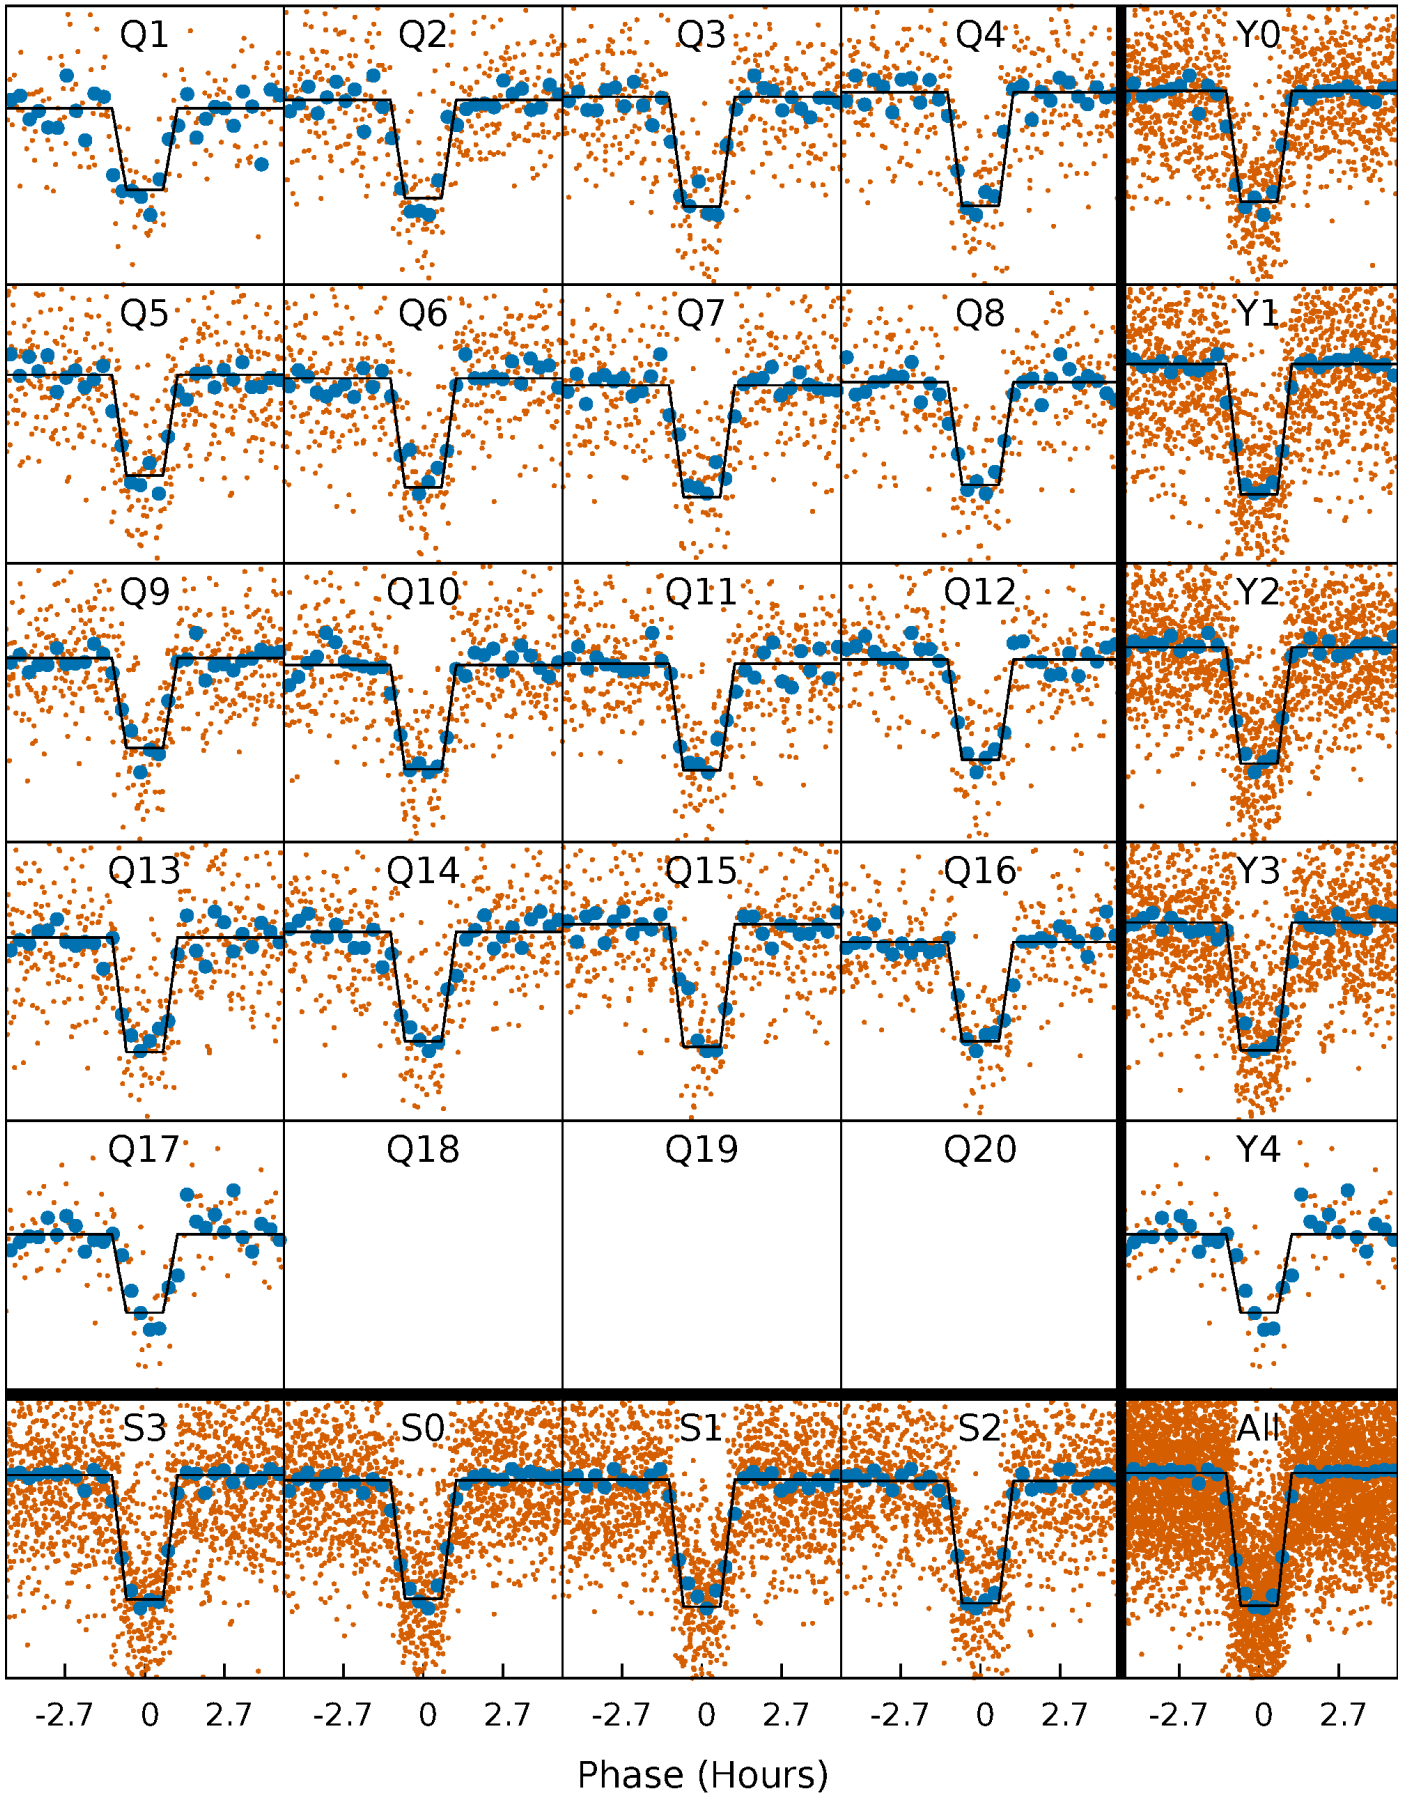 Q1 Q2 Q3 Q4 Y0
Q5 Q6 Q7 Q8 Y1
Q9 Q10 Q11 Q12 Y2
Q13 Q14 Q15 Q16 Y3
Q17 Q18 Q19 Q20 Y4
S3 S0 S1 S2 All
-2.7 0 2.7 -2.7 0 2.7 -2.7 0 2.7 -2.7 0 2.7 -2.7 0 2.7
Phase (Hours)